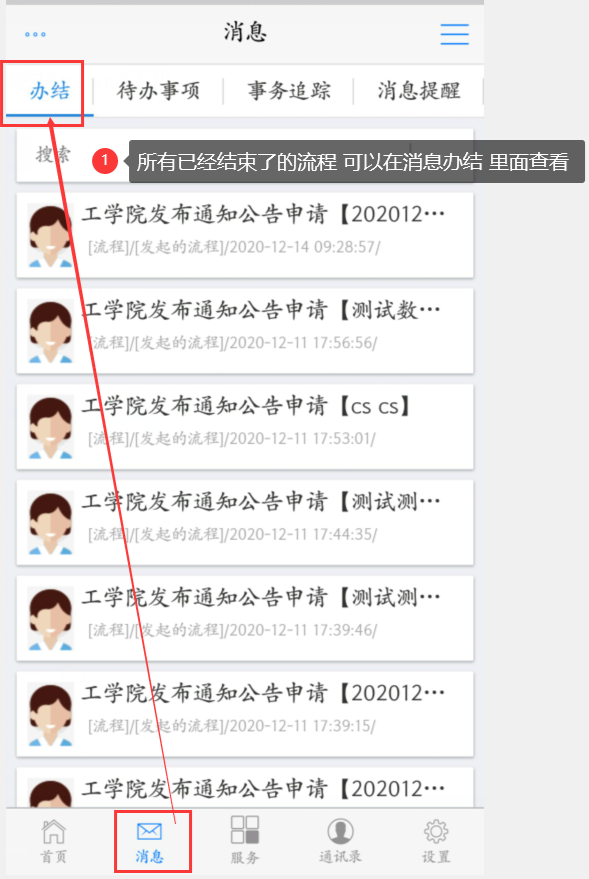 消息
办结 待办事项 事务追踪 消息提醒
搜索
1 所有已经结束了的流程 可以在消息办结 里面查看
工学院发布通知公告申请【202012…
[流程]/[发起的流程]/2020-12-14 09:28:57/
工学院发布通知公告申请【测试数…
[流程]/[发起的流程]/2020-12-11 17:56:56/
工学院发布通知公告申请【cs cs】
[流程]/[发起的流程]/2020-12-11 17:53:01/
工学院发布通知公告申请【测试测…
[流程]/[发起的流程]/2020-12-11 17:44:35/
工学院发布通知公告申请【测试测…
[流程]/[发起的流程]/2020-12-11 17:39:46/
工学院发布通知公告申请【202012…
[流程]/[发起的流程]/2020-12-11 17:39:15/
工学院发布通知公告申请【202012…
首页 消息 服务 通讯录 设置